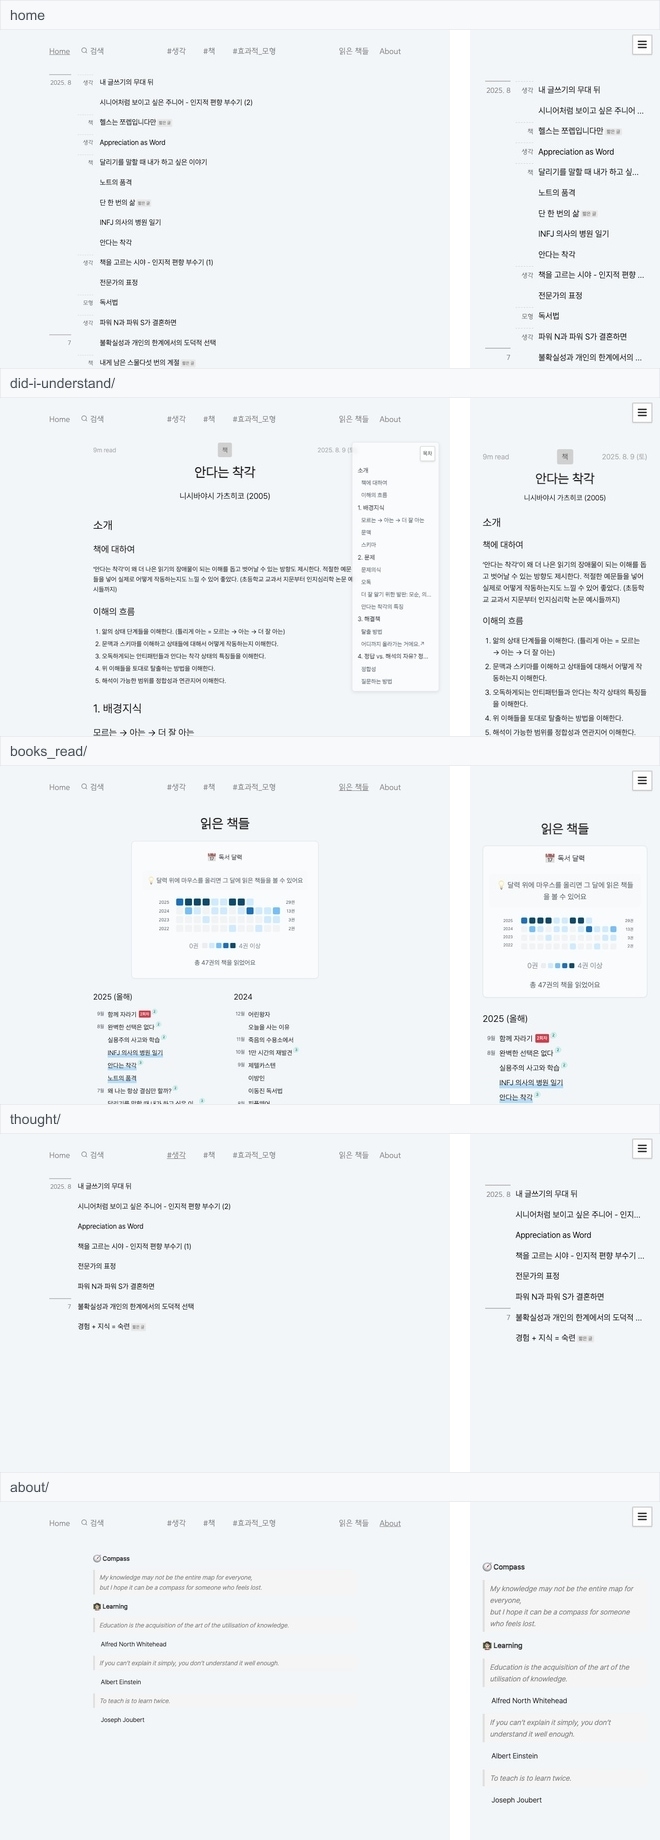 home
Home 검색 #생각 #책 #효과적_모형 읽은 책들 About
2025. 8 생각 내 글쓰기의 무대 뒤
시니어처럼 보이고 싶은 주니어 - 인지적 편향 부수기 (2)
책 헬스는 쪼렙입니다만 짧은 글
생각 Appreciation as Word
책 달리기를 말할 때 내가 하고 싶은 이야기
노트의 품격
단 한 번의 삶 짧은 글
INFJ 의사의 병원 일기
안다는 착각
생각 책을 고르는 시야 - 인지적 편향 부수기 (1)
전문가의 표정
모형 독서법
생각 파워 N과 파워 S가 결혼하면
7 불확실성과 개인의 한계에서의 도덕적 선택
책 내게 남은 스물다섯 번의 계절 짧은 글
2025. 8 생각 내 글쓰기의 무대 뒤
시니어처럼 보이고 싶은 주니어 ...
책 헬스는 쪼렙입니다만 짧은 글
생각 Appreciation as Word
책 달리기를 말할 때 내가 하고 싶...
노트의 품격
단 한 번의 삶 짧은 글
INFJ 의사의 병원 일기
안다는 착각
생각 책을 고르는 시야 - 인지적 편향 ...
전문가의 표정
모형 독서법
생각 파워 N과 파워 S가 결혼하면
7 불확실성과 개인의 한계에서의 ...
did-i-understand/
Home 검색 #생각 #책 #효과적_모형 읽은 책들 About
9m read 책 2025. 8. 9 (토
안다는 착각
니시바야시 가츠히코 (2005)
소개
책에 대하여
'안다는 착각'이 왜 더 나은 읽기의 장애물이 되는 이해를 돕고 벗어날 수 있는 방향도 제시한다. 적절한 예문
들을 넣어 실제로 어떻게 작동하는지도 느낄 수 있어 좋았다. (초등학교 교과서 지문부터 인지심리학 논문 예
시들까지)
이해의 흐름
1. 앎의 상태 단계들을 이해한다. (틀리게 아는 = 모르는 → 아는 → 더 잘 아는)
2. 문맥과 스키마를 이해하고 상태들에 대해서 어떻게 작동하는지 이해한다.
3. 오독하게되는 안티패턴들과 안다는 착각 상태의 특징들을 이해한다.
4. 위 이해들을 토대로 탈출하는 방법을 이해한다.
5. 해석이 가능한 범위를 정합성과 연관지어 이해한다.
1. 배경지식
모르는 → 아는 → 더 잘 아는
목차
소개
책에 대하여
이해의 흐름
1. 배경지식
모르는 → 아는 → 더 잘 아는
문맥
스키마
2. 문제
문제의식
오독
더 잘 알기 위한 발판: 모순, 의...
안다는 착각의 특징
3. 해결책
탈출 방법
어디까지 올라가는 거에요. ↗
4. 정답 vs. 해석의 자유? 정...
정합성
질문하는 방법
9m read 책 2025. 8. 9 (토)
안다는 착각
니시바야시 가츠히코 (2005)
소개
책에 대하여
'안다는 착각'이 왜 더 나은 읽기의 장애물이 되는 이해를 돕
고 벗어날 수 있는 방향도 제시한다. 적절한 예문들을 넣어
실제로 어떻게 작동하는지도 느낄 수 있어 좋았다. (초등학
교 교과서 지문부터 인지심리학 논문 예시들까지)
이해의 흐름
1. 앎의 상태 단계들을 이해한다. (틀리게 아는 = 모르는
→ 아는 → 더 잘 아는)
2. 문맥과 스키마를 이해하고 상태들에 대해서 어떻게 작
동하는지 이해한다.
3. 오독하게되는 안티패턴들과 안다는 착각 상태의 특징들
을 이해한다.
4. 위 이해들을 토대로 탈출하는 방법을 이해한다.
5. 해석이 가능한 범위를 정합성과 연관지어 이해한다.
books_read/
Home 검색 #생각 #책 #효과적_모형 읽은 책들 About
읽은 책들
독서 달력
달력 위에 마우스를 올리면 그 달에 읽은 책들을 볼 수 있어요
2025
2024
2023
2022
0권 4권 이상
총 47권의 책을 읽었어요
2025 (올해)
9월 함께 자라기 2회독
8월 완벽한 선택은 없다
실용주의 사고와 학습
INFJ 의사의 병원 일기
안다는 착각
노트의 품격
7월 왜 나는 항상 결심만 할까?
달리기를 말할 때 내가 하고 싶은 이
2024
12월 어린왕자
오늘을 사는 이유
11월 죽음의 수용소에서
10월 1만 시간의 재발견
9월 제텔카스텐
이방인
이동진 독서법
읽은 책들
독서 달력
달력 위에 마우스를 올리면 그 달에 읽은 책들
을 볼 수 있어요
2025
2024
2023
2022
0권 4권 이상
총 47권의 책을 읽었어요
2025 (올해)
9월 함께 자라기 2회독
8월 완벽한 선택은 없다
실용주의 사고와 학습
INFJ 의사의 병원 일기
안다는 착각
thought/
Home 검색 #생각 #책 #효과적_모형 읽은 책들 About
2025. 8 내 글쓰기의 무대 뒤
시니어처럼 보이고 싶은 주니어 - 인지적 편향 부수기 (2)
Appreciation as Word
책을 고르는 시야 - 인지적 편향 부수기 (1)
전문가의 표정
파워 N과 파워 S가 결혼하면
7 불확실성과 개인의 한계에서의 도덕적 선택
경험 + 지식 = 숙련 짧은 글
2025. 8 내 글쓰기의 무대 뒤
시니어처럼 보이고 싶은 주니어 - 인지...
Appreciation as Word
책을 고르는 시야 - 인지적 편향 부수기 ...
전문가의 표정
파워 N과 파워 S가 결혼하면
7 불확실성과 개인의 한계에서의 도덕적 ...
경험 + 지식 = 숙련 짧은 글
about/
Home 검색 #생각 #책 #효과적_모형 읽은 책들 About
Compass
My knowledge may not be the entire map for everyone,
but I hope it can be a compass for someone who feels lost.
Learning
Education is the acquisition of the art of the utilisation of knowledge.
Alfred North Whitehead
If you can't explain it simply, you don't understand it well enough.
Albert Einstein
To teach is to learn twice.
Joseph Joubert
Compass
My knowledge may not be the entire map for
everyone,
but I hope it can be a compass for someone
who feels lost.
Learning
Education is the acquisition of the art of the
utilisation of knowledge.
Alfred North Whitehead
If you can't explain it simply, you don't
understand it well enough.
Albert Einstein
To teach is to learn twice.
Joseph Joubert